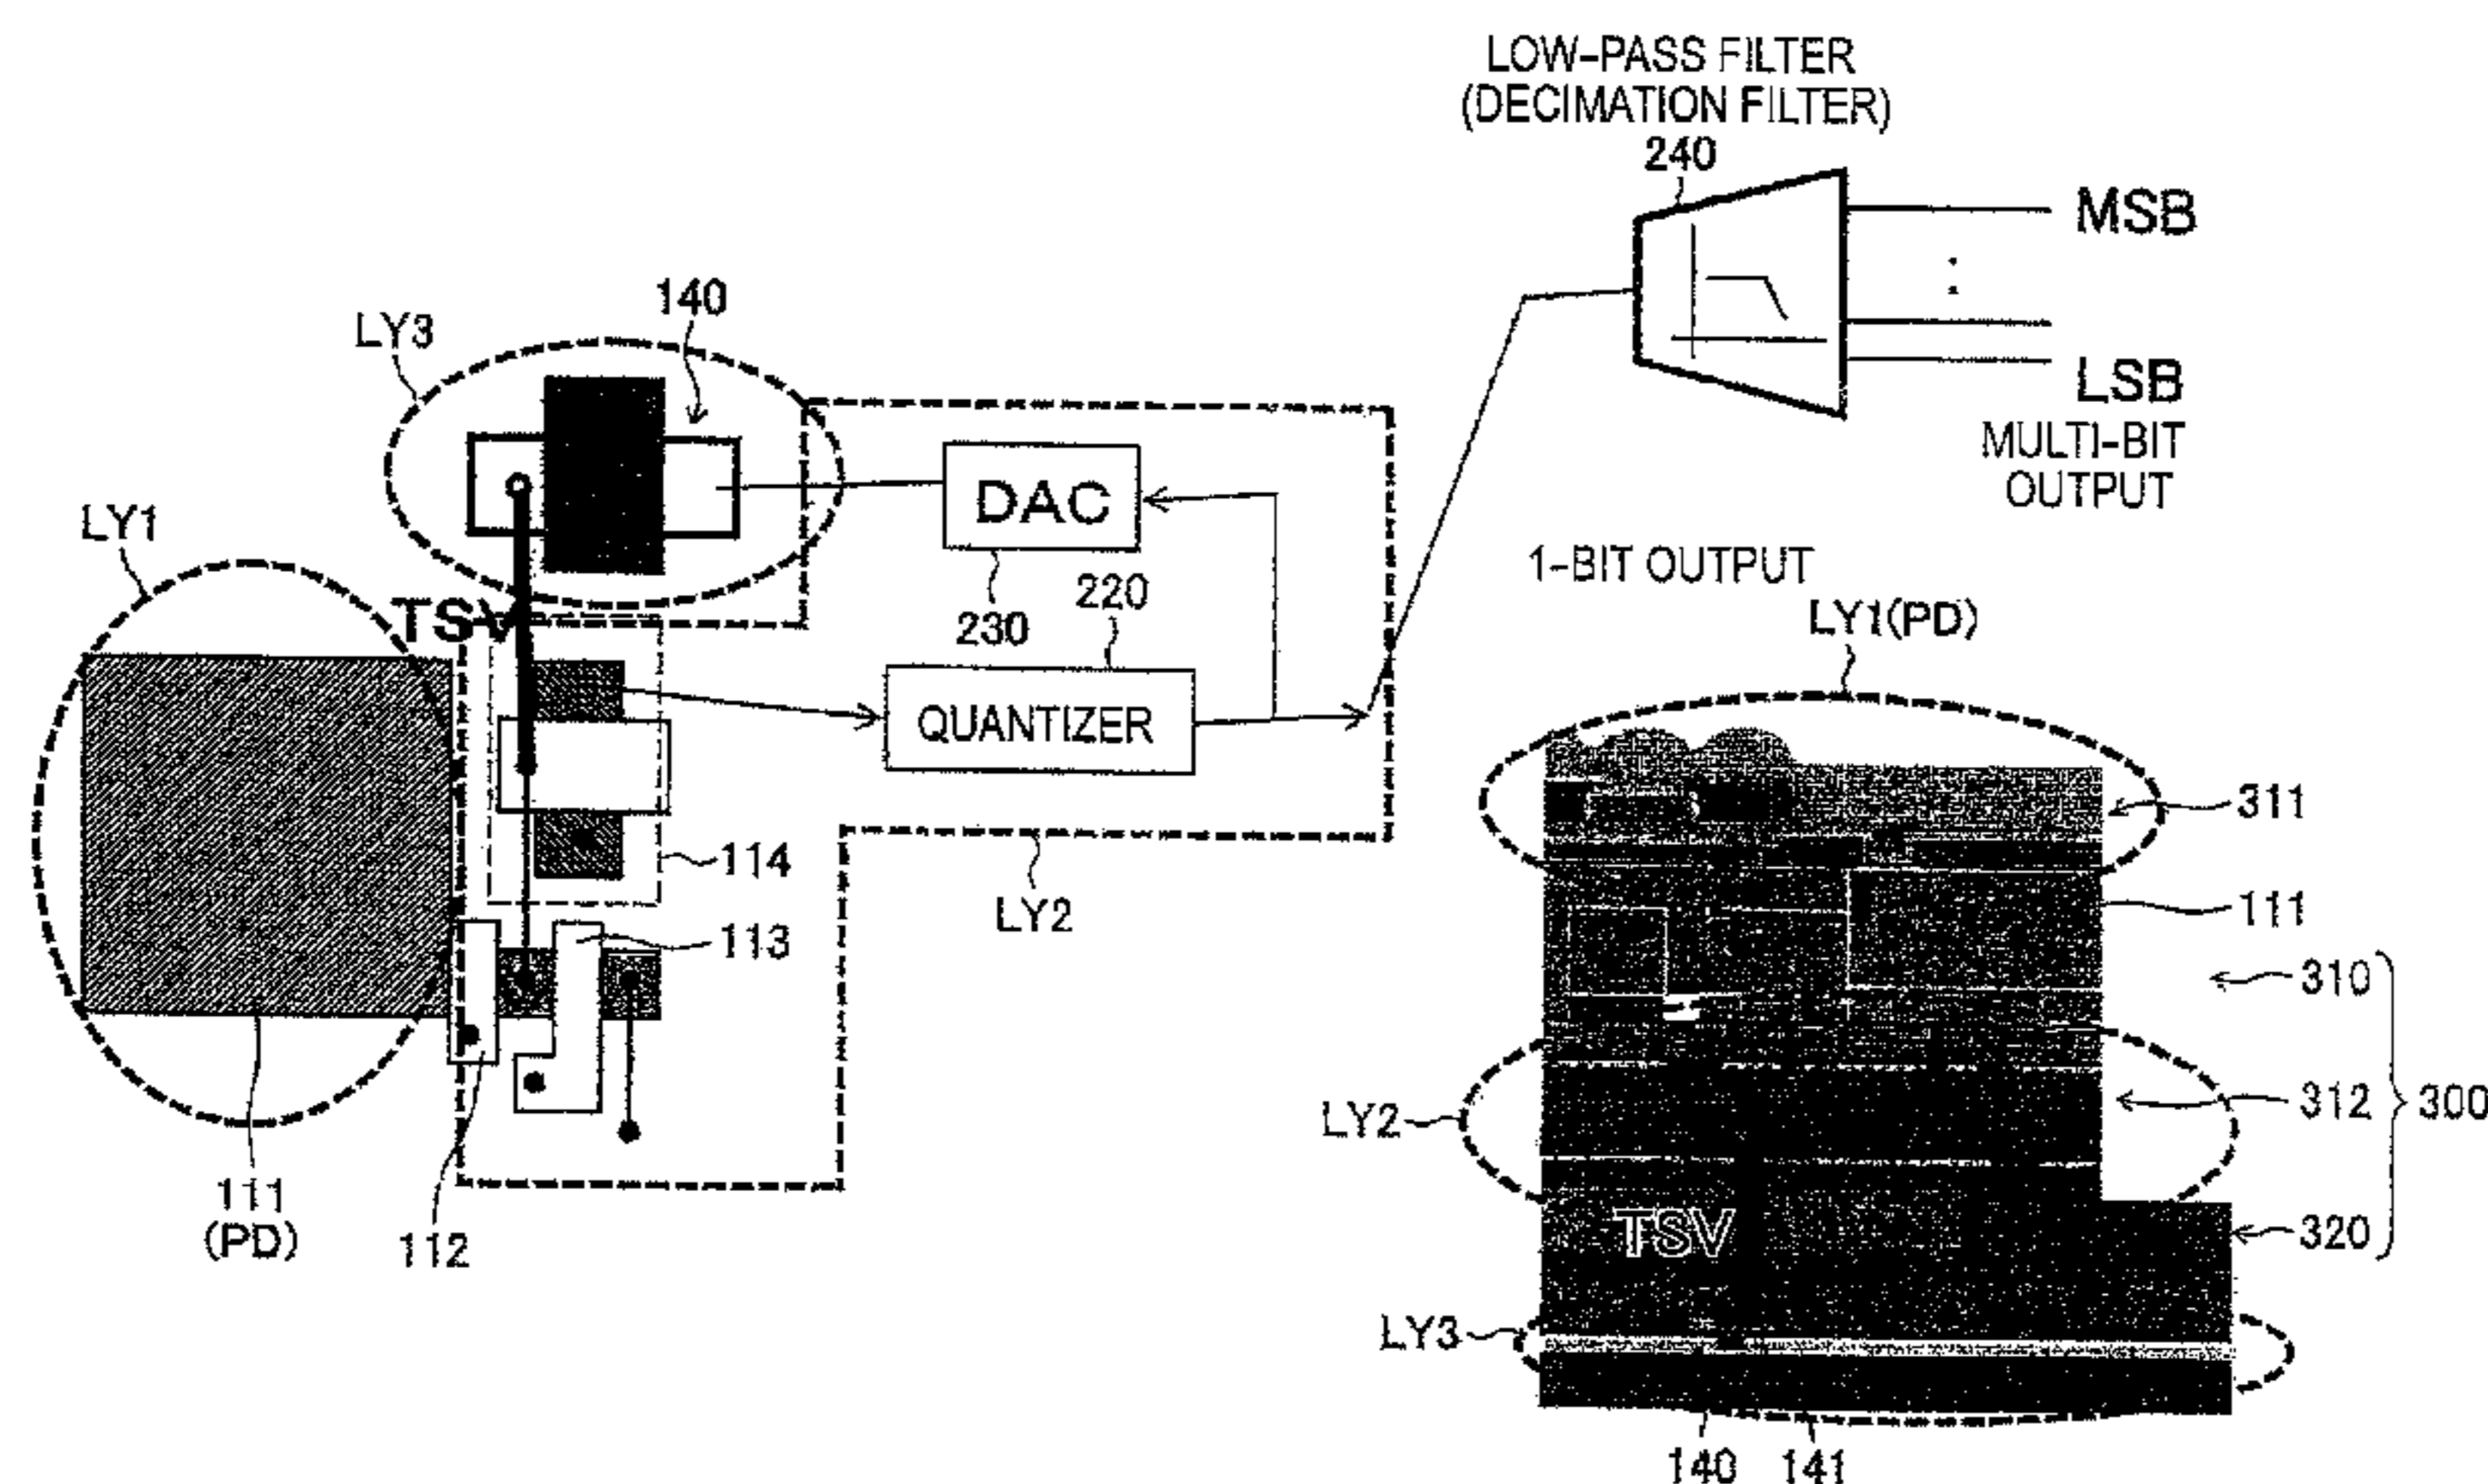 LOW-PASS FILTER
(DECIMATION FILTER)
240
MSB
LSB
MULTI-BIT
OUTPUT
140
LY3
LY1
TSV
DAC
230
220
QUANTIZER
1-BIT OUTPUT
114
113
LY2
111
(PD)
112
LY1(PD)
311
111
310
312
300
LY2
TSV
320
LY3
140
141